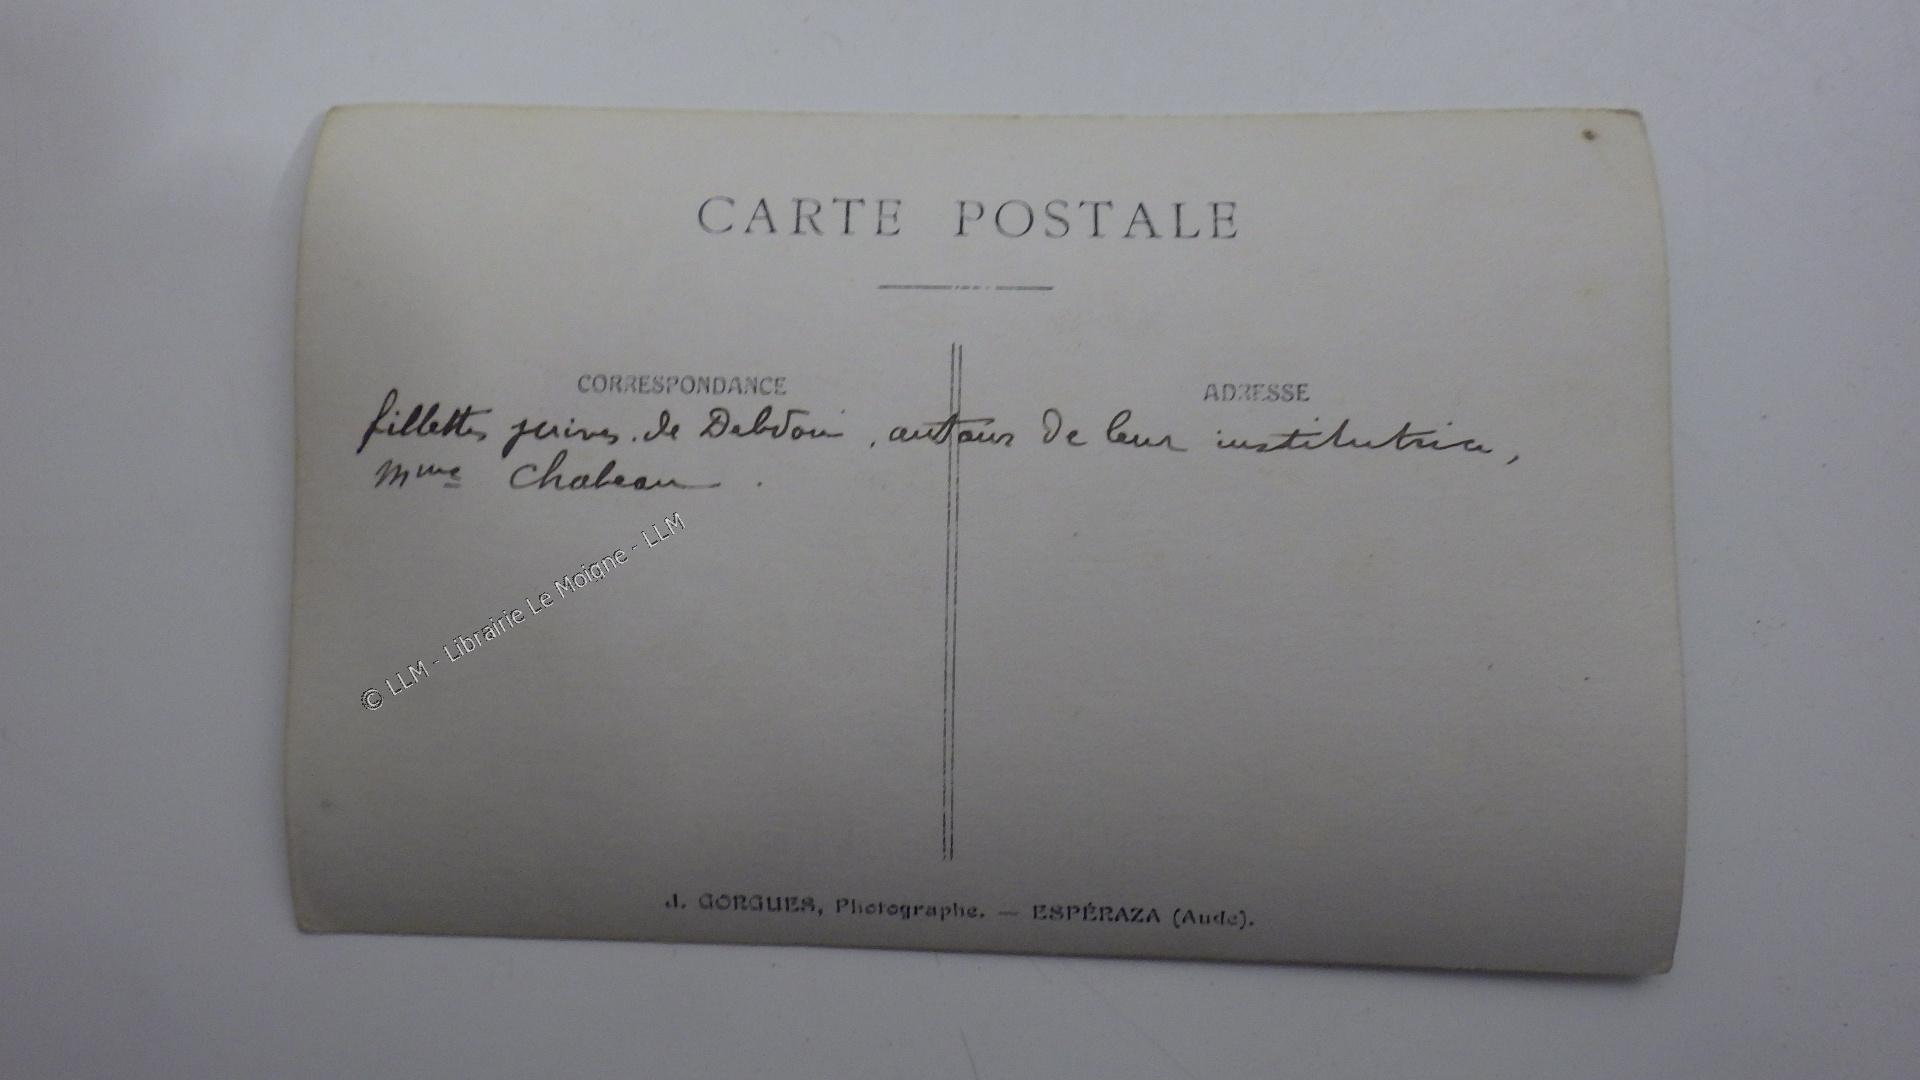 CARTE POSTALE
CORRESPONDANCE
ADRESSE
fillettes juives de Debdou, autour de leur institutrice,
Mme Chabeau.
© LLM - Librairie Le Moigne - LLM
J. GORGUES, Photographe. — ESPÉRAZA (Aude).